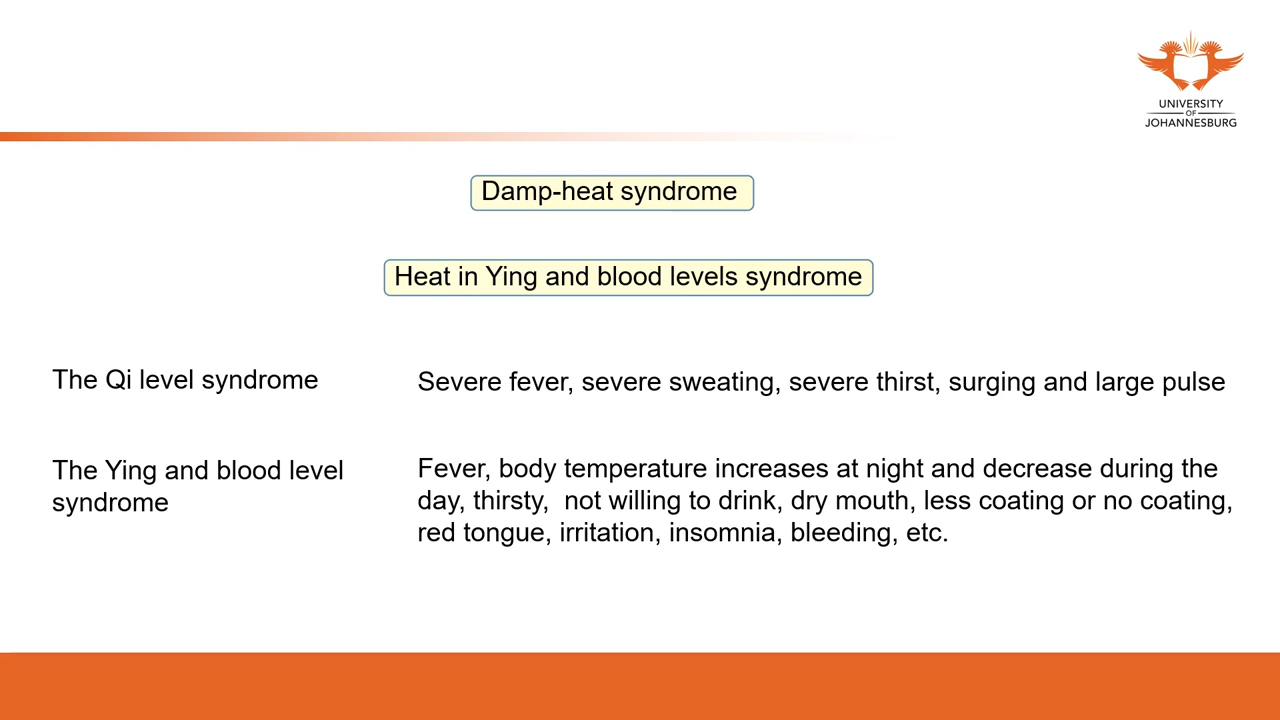 UNIVERSITY
OF
JOHANNESBURG
Damp-heat syndrome
Heat in Ying and blood levels syndrome
The Qi level syndrome
Severe fever, severe sweating, severe thirst, surging and large pulse
The Ying and blood level
syndrome
Fever, body temperature increases at night and decrease during the
day, thirsty,  not willing to drink, dry mouth, less coating or no coating,
red tongue, irritation, insomnia, bleeding, etc.